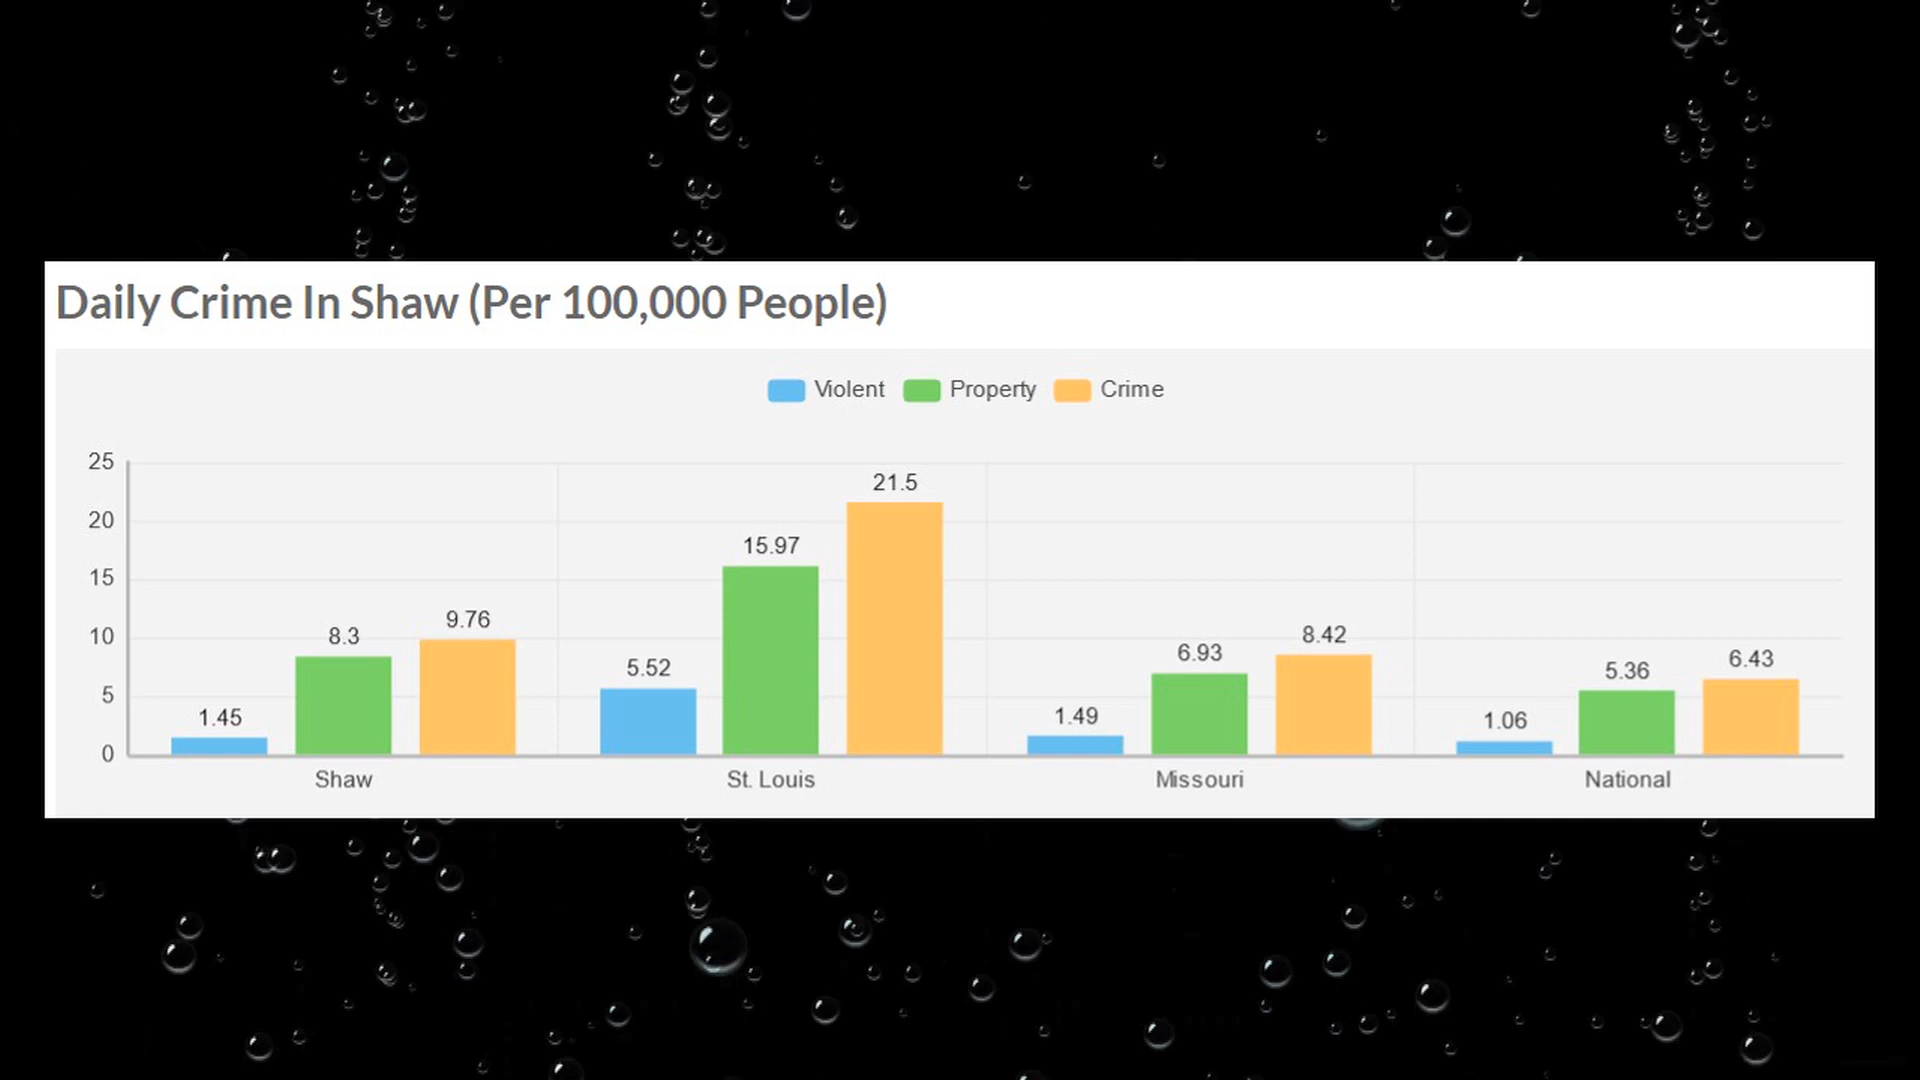 Daily Crime In Shaw (Per 100,000 People)
Violent Property Crime
25
20
15
10
5
0
1.45 8.3 9.76
5.52 15.97 21.5
1.49 6.93 8.42
1.06 5.36 6.43
Shaw St. Louis Missouri National